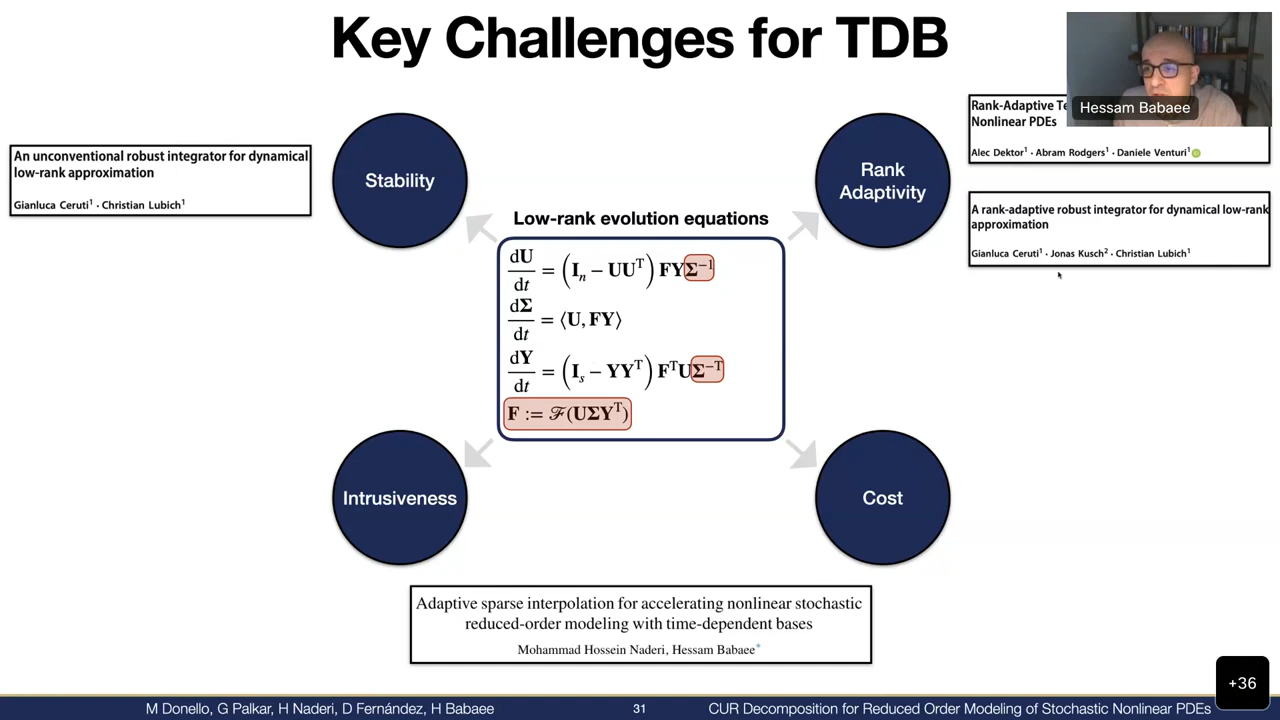 Key Challenges for TDB
Hessam Babaee
An unconventional robust integrator for dynamical
low-rank approximation
Gianluca Ceruti¹ · Christian Lubich¹
Stability
Rank
Adaptivity
Rank-Adaptive Te
Nonlinear PDEs
Alec Dektor¹ · Abram Rodgers¹ · Daniele Venturi¹
A rank-adaptive robust integrator for dynamical low-rank
approximation
Gianluca Ceruti¹ · Jonas Kusch² · Christian Lubich¹
Low-rank evolution equations
dU/dt = (Iₙ − UUᵀ) FYΣ⁻¹
dΣ/dt = ⟨U, FY⟩
dY/dt = (Iₛ − YYᵀ) FᵀUΣ⁻ᵀ
F := ℱ(UΣYᵀ)
Intrusiveness
Cost
Adaptive sparse interpolation for accelerating nonlinear stochastic
reduced-order modeling with time-dependent bases
Mohammad Hossein Naderi, Hessam Babaee*
+36
M Donello, G Palkar, H Naderi, D Fernández, H Babaee
31
CUR Decomposition for Reduced Order Modeling of Stochastic Nonlinear PDEs